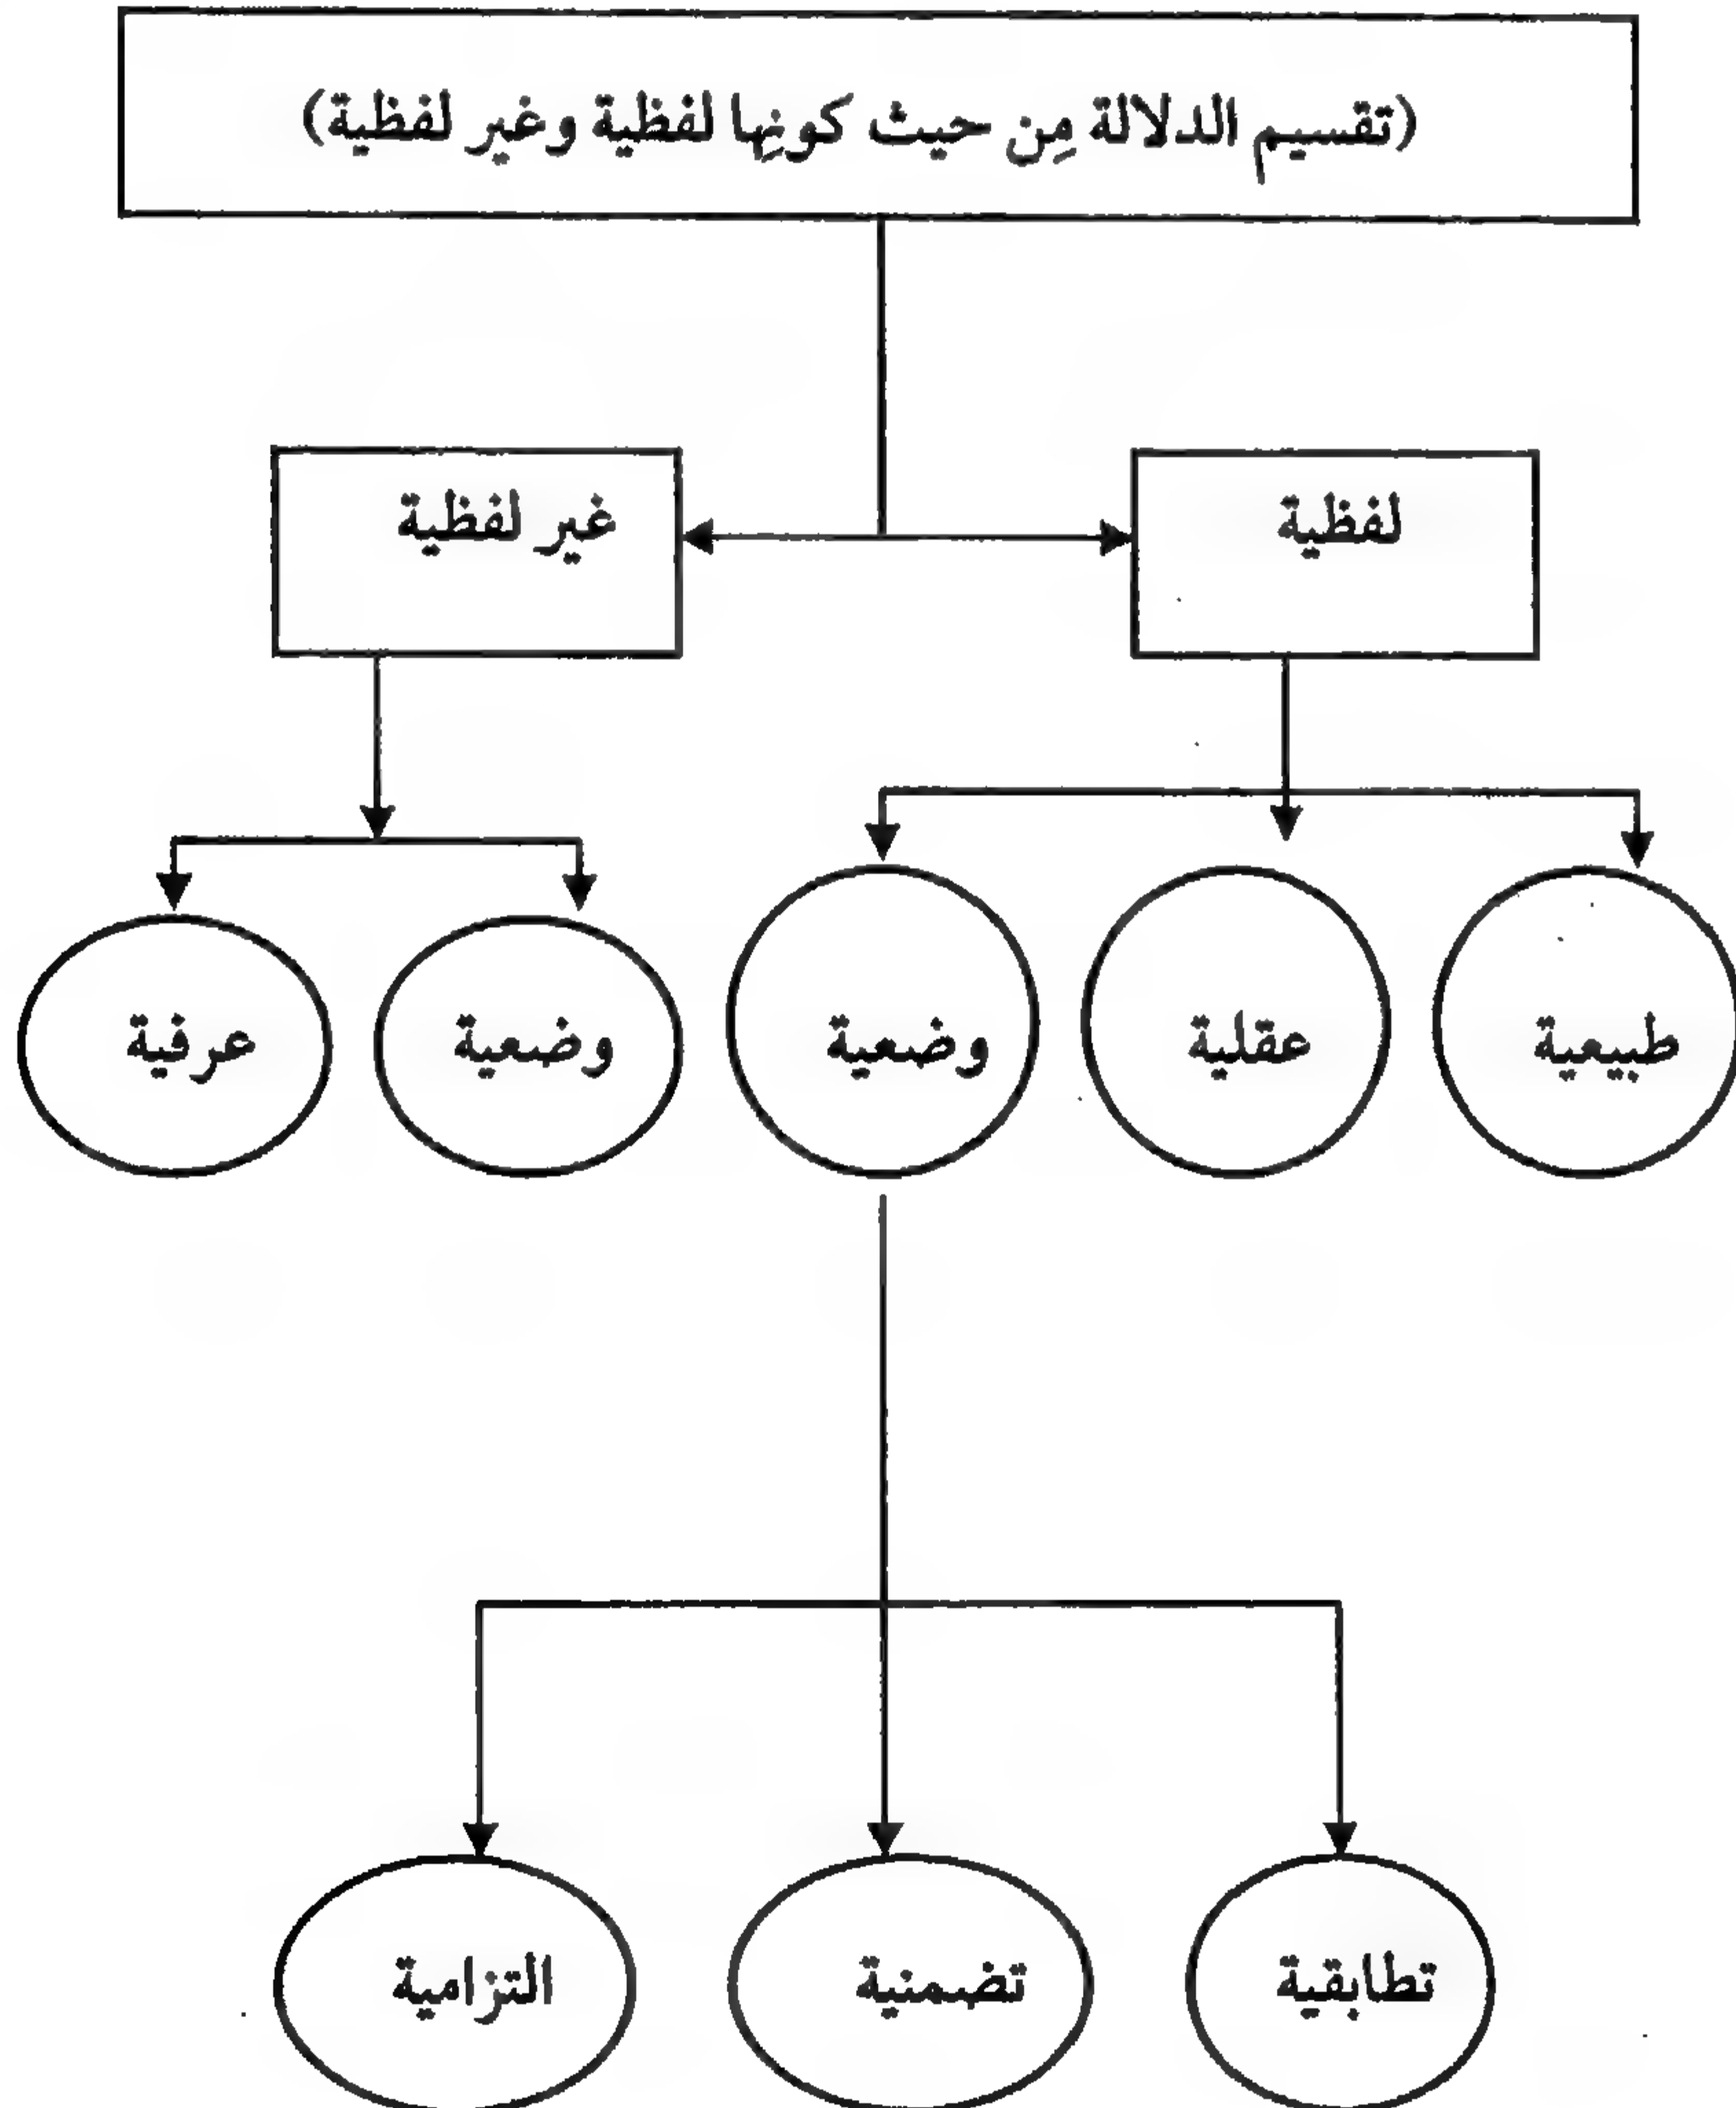 (تقسيم الدلالة مِن حيث كونها لفظية وغير لفظية)
لفظية
غير لفظية
طبيعية
عقلية
وضعية
وضعية
عرفية
تطابقية
تضمنية
التزامية